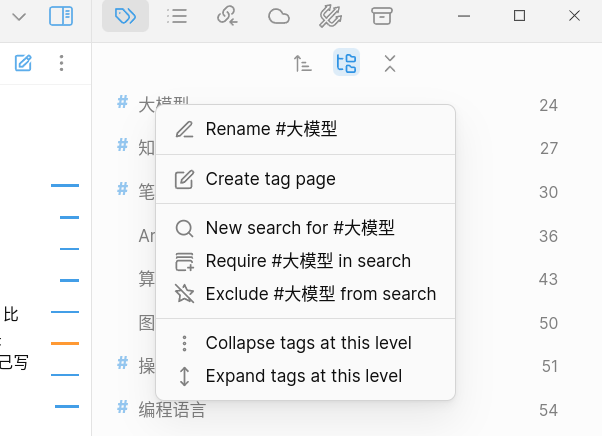 # 大模型 24
Rename #大模型
# 知 27
Create tag page
# 笔 30
New search for #大模型
Ar 36
Require #大模型 in search
算 43
Exclude #大模型 from search
比
图 50
Collapse tags at this level
己写
# 操 51
Expand tags at this level
# 编程语言 54